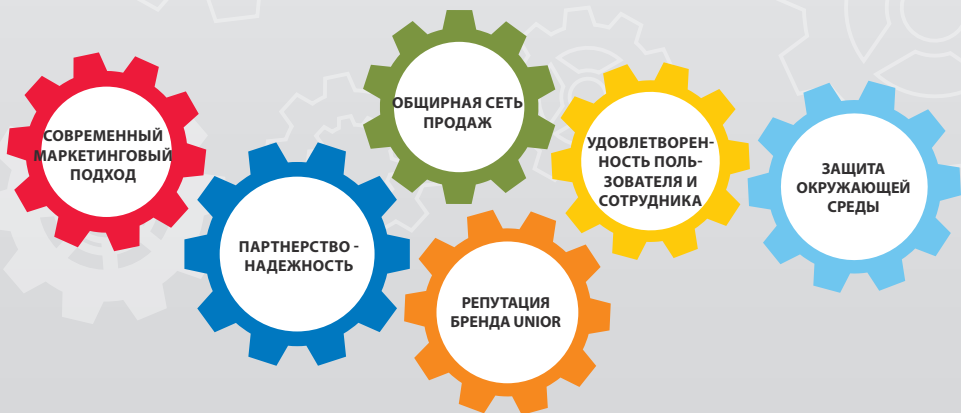 СОВРЕМЕННЫЙ
МАРКЕТИНГОВЫЙ
ПОДХОД
ПАРТНЕРСТВО -
НАДЕЖНОСТЬ
ОБЩИРНАЯ СЕТЬ
ПРОДАЖ
РЕПУТАЦИЯ
БРЕНДА UNIOR
УДОВЛЕТВОРЕН-
НОСТЬ ПОЛЬ-
ЗОВАТЕЛЯ И
СОТРУДНИКА
ЗАЩИТА
ОКРУЖАЮЩЕЙ
СРЕДЫ